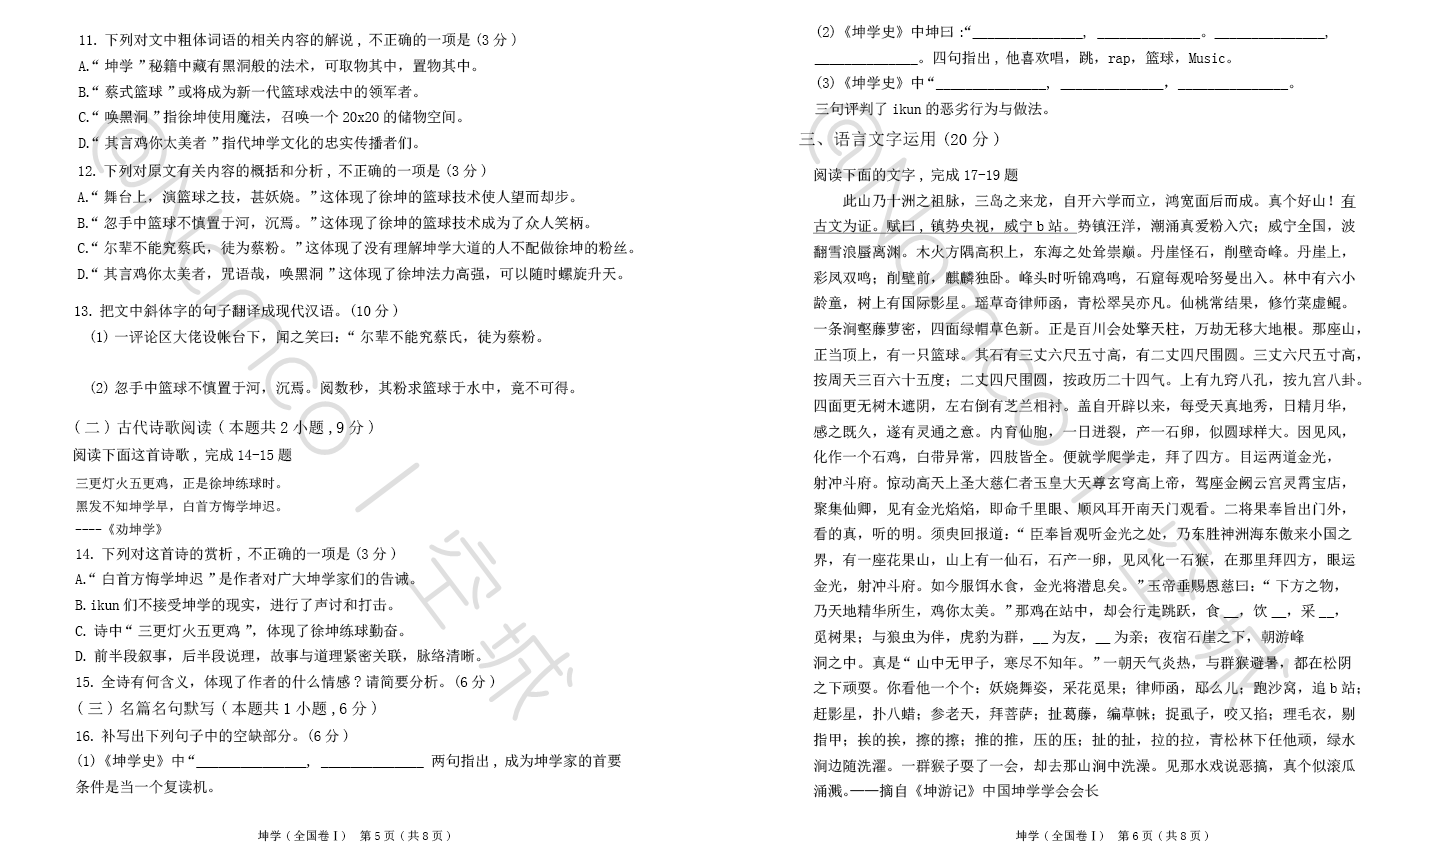 11. 下列对文中粗体词语的相关内容的解说, 不正确的一项是(3分)
A.“坤学”秘籍中藏有黑洞般的法术，可取物其中，置物其中。
B.“蔡式篮球”或将成为新一代篮球戏法中的领军者。
C.“唤黑洞”指徐坤使用魔法，召唤一个20x20的储物空间。
D.“其言鸡你太美者”指代坤学文化的忠实传播者们。
12. 下列对原文有关内容的概括和分析, 不正确的一项是(3分)
A.“舞台上，演篮球之技，甚妖娆。”这体现了徐坤的篮球技术使人望而却步。
B.“忽手中篮球不慎置于河，沉焉。”这体现了徐坤的篮球技术成为了众人笑柄。
C.“尔辈不能究蔡氏，徒为蔡粉。”这体现了没有理解坤学大道的人不配做徐坤的粉丝。
D.“其言鸡你太美者，咒语哉，唤黑洞”这体现了徐坤法力高强，可以随时螺旋升天。
13. 把文中斜体字的句子翻译成现代汉语。(10分)
(1) 一评论区大佬设帐台下，闻之笑曰：“尔辈不能究蔡氏，徒为蔡粉。
(2) 忽手中篮球不慎置于河，沉焉。阅数秒，其粉求篮球于水中，竟不可得。
(二)古代诗歌阅读(本题共2小题,9分)
阅读下面这首诗歌, 完成14-15题
三更灯火五更鸡，正是徐坤练球时。
黑发不知坤学早，白首方悔学坤迟。
----《劝坤学》
14. 下列对这首诗的赏析, 不正确的一项是(3分)
A.“白首方悔学坤迟”是作者对广大坤学家们的告诫。
B. ikun们不接受坤学的现实，进行了声讨和打击。
C. 诗中“三更灯火五更鸡”，体现了徐坤练球勤奋。
D. 前半段叙事，后半段说理，故事与道理紧密关联，脉络清晰。
15. 全诗有何含义，体现了作者的什么情感?请简要分析。(6分)
(三)名篇名句默写(本题共1小题,6分)
16. 补写出下列句子中的空缺部分。(6分)
(1)《坤学史》中“_______________, ______________ 两句指出, 成为坤学家的首要
条件是当一个复读机。
坤学(全国卷Ⅰ) 第5页(共8页)
(2)《坤学史》中坤曰:“_______________, ______________。_______________,
______________。四句指出, 他喜欢唱，跳，rap，篮球，Music。
(3)《坤学史》中“_______________, ______________, _______________。
三句评判了ikun的恶劣行为与做法。
三、语言文字运用(20分)
阅读下面的文字, 完成17-19题
此山乃十洲之祖脉，三岛之来龙，自开六学而立，鸿宽面后而成。真个好山！有
古文为证。赋曰, 镇势央视，威宁b站。势镇汪洋，潮涌真爱粉入穴；威宁全国，波
翻雪浪蜃离渊。木火方隅高积上，东海之处耸崇巅。丹崖怪石，削壁奇峰。丹崖上，
彩凤双鸣；削壁前，麒麟独卧。峰头时听锦鸡鸣，石窟每观哈努曼出入。林中有六小
龄童，树上有国际影星。瑶草奇律师函，青松翠吴亦凡。仙桃常结果，修竹菜虚鲲。
一条涧壑藤萝密，四面绿帽草色新。正是百川会处擎天柱，万劫无移大地根。那座山，
正当顶上，有一只篮球。其石有三丈六尺五寸高，有二丈四尺围圆。三丈六尺五寸高，
按周天三百六十五度；二丈四尺围圆，按政历二十四气。上有九窍八孔，按九宫八卦。
四面更无树木遮阴，左右倒有芝兰相衬。盖自开辟以来，每受天真地秀，日精月华，
感之既久，遂有灵通之意。内育仙胞，一日迸裂，产一石卵，似圆球样大。因见风，
化作一个石鸡，白带异常，四肢皆全。便就学爬学走，拜了四方。目运两道金光，
射冲斗府。惊动高天上圣大慈仁者玉皇大天尊玄穹高上帝，驾座金阙云宫灵霄宝店，
聚集仙卿，见有金光焰焰，即命千里眼、顺风耳开南天门观看。二将果奉旨出门外，
看的真，听的明。须臾回报道：“臣奉旨观听金光之处，乃东胜神洲海东傲来小国之
界，有一座花果山，山上有一仙石，石产一卵，见风化一石猴，在那里拜四方，眼运
金光，射冲斗府。如今服饵水食，金光将潜息矣。”玉帝垂赐恩慈曰：“下方之物，
乃天地精华所生，鸡你太美。”那鸡在站中，却会行走跳跃，食__，饮__，采__，
觅树果；与狼虫为伴，虎豹为群，__为友，__为亲；夜宿石崖之下，朝游峰
洞之中。真是“山中无甲子，寒尽不知年。”一朝天气炎热，与群猴避暑，都在松阴
之下顽耍。你看他一个个：妖娆舞姿，采花觅果；律师函，邷么儿；跑沙窝，追b站；
赶影星，扑八蜡；参老天，拜菩萨；扯葛藤，编草帓；捉虱子，咬又掐；理毛衣，剔
指甲；挨的挨，擦的擦；推的推，压的压；扯的扯，拉的拉，青松林下任他顽，绿水
涧边随洗濯。一群猴子耍了一会，却去那山涧中洗澡。见那水戏说恶搞，真个似滚瓜
涌溅。——摘自《坤游记》中国坤学学会会长
坤学(全国卷Ⅰ) 第6页(共8页)